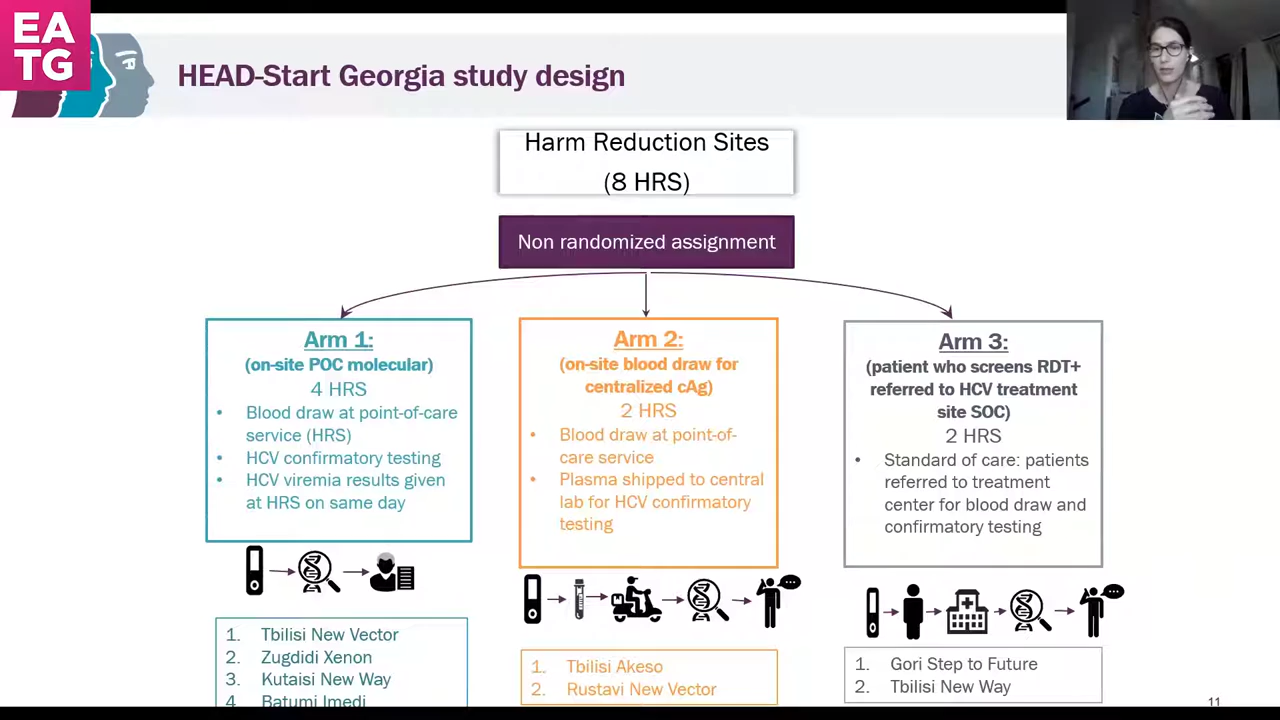 EA
TG
HEAD-Start Georgia study design
Harm Reduction Sites
(8 HRS)
Non randomized assignment
Arm 1:
(on-site POC molecular)
4 HRS
• Blood draw at point-of-care
service (HRS)
• HCV confirmatory testing
• HCV viremia results given
at HRS on same day
1. Tbilisi New Vector
2. Zugdidi Xenon
3. Kutaisi New Way
4. Batumi Imedi
Arm 2:
(on-site blood draw for
centralized cAg)
2 HRS
• Blood draw at point-of-
care service
• Plasma shipped to central
lab for HCV confirmatory
testing
1. Tbilisi Akeso
2. Rustavi New Vector
Arm 3:
(patient who screens RDT+
referred to HCV treatment
site SOC)
2 HRS
• Standard of care: patients
referred to treatment
center for blood draw and
confirmatory testing
1. Gori Step to Future
2. Tbilisi New Way
11